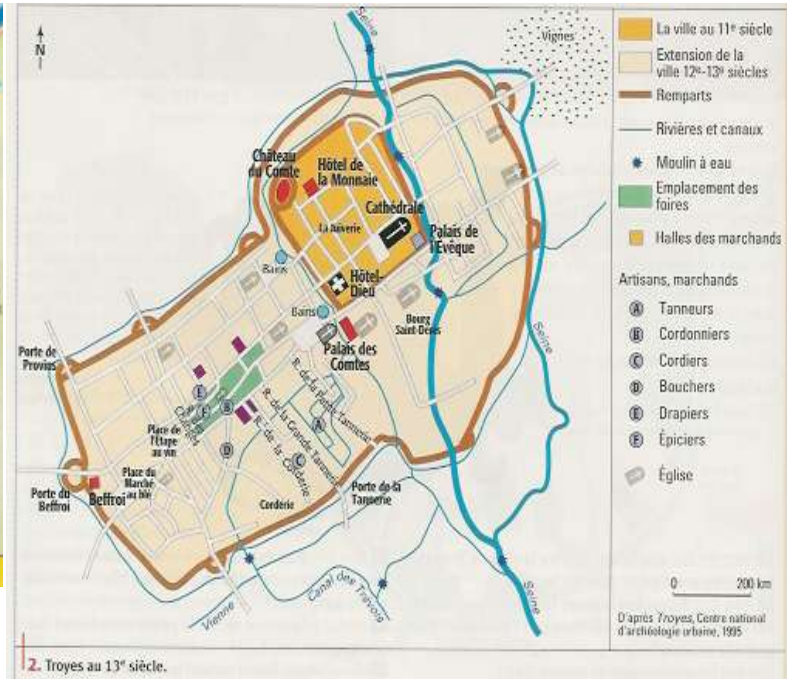 N
Seine
Vignes
Château
du Comte
Hôtel de
la Monnaie
Cathédrale
La Juiverie
Palais de
l'Evêque
Bains
Hôtel-
Dieu
Bains
Bourg
Saint-Denis
Seine
Palais des
Comtes
Porte de
Provins
R. de la Petite Tannerie
R. de la Grande Tannerie
R. de la Corderie
E
F
B
A
D
C
Place de
l'Étape
au vin
Place du
Marché
au blé
Porte du
Beffroi
Beffroi
Corderie
Porte de la
Tannerie
Vienne
Canal des Trévois
Seine
La ville au 11e siècle
Extension de la
ville 12e-13e siècles
Remparts
Rivières et canaux
Moulin à eau
Emplacement des
foires
Halles des marchands
Artisans, marchands
A Tanneurs
B Cordonniers
C Cordiers
D Bouchers
E Drapiers
F Épiciers
Église
0 200 km
D'après Troyes, Centre national
d'archéologie urbaine, 1995
2. Troyes au 13e siècle.